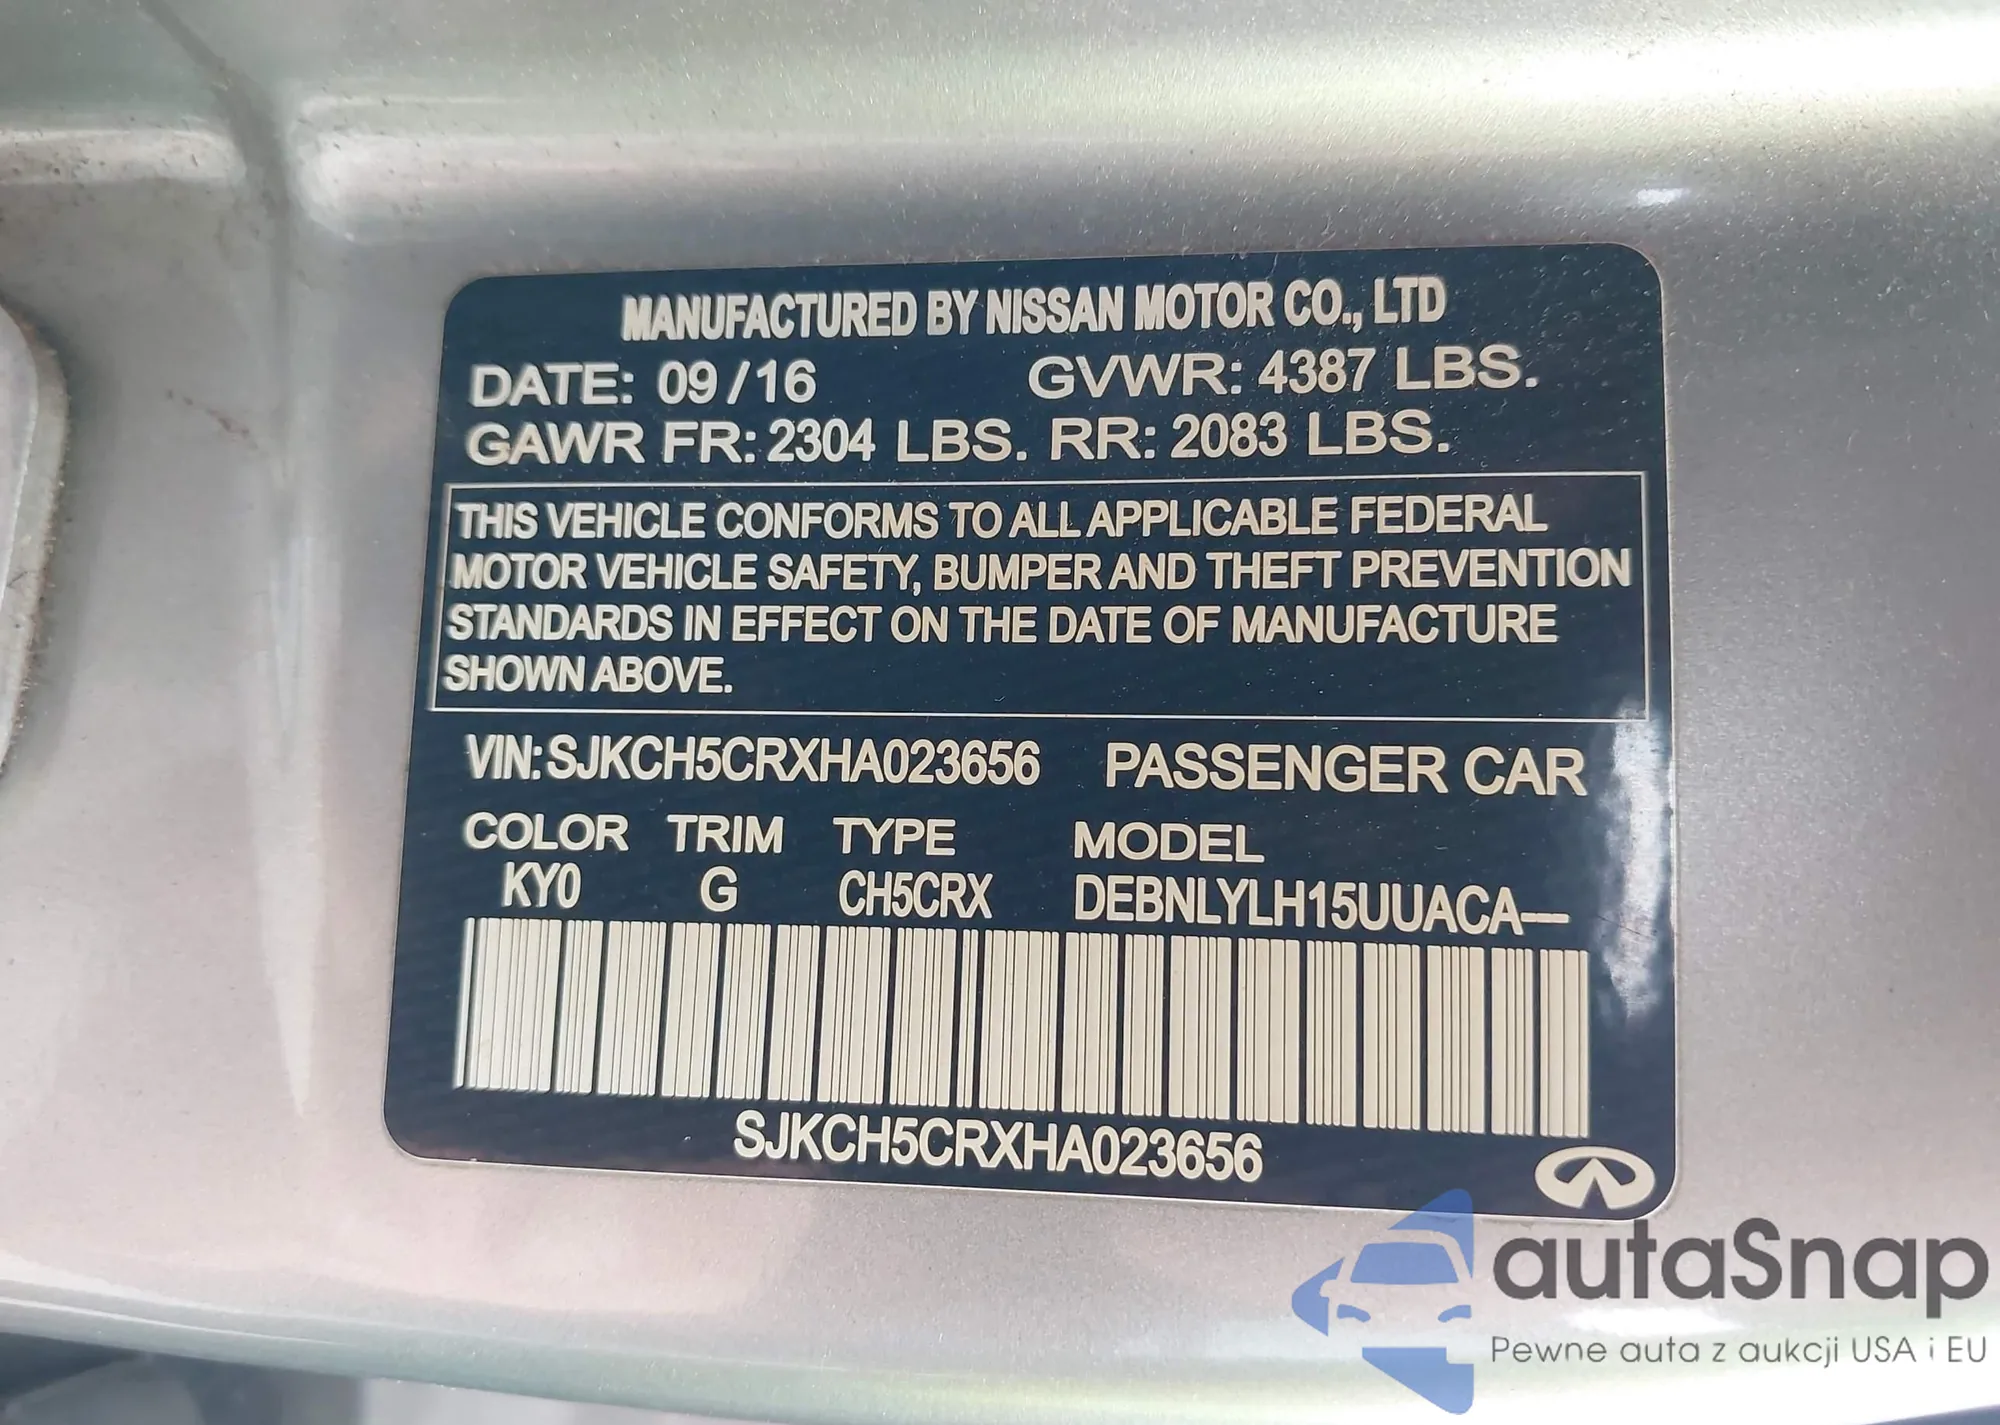 MANUFACTURED BY NISSAN MOTOR CO., LTD
DATE: 09/16 GVWR: 4387 LBS.
GAWR FR: 2304 LBS. RR: 2083 LBS.
THIS VEHICLE CONFORMS TO ALL APPLICABLE FEDERAL
MOTOR VEHICLE SAFETY, BUMPER AND THEFT PREVENTION
STANDARDS IN EFFECT ON THE DATE OF MANUFACTURE
SHOWN ABOVE.
VIN: SJKCH5CRXHA023656 PASSENGER CAR
COLOR TRIM TYPE MODEL
KY0 G CH5CRX DEBNLYLH15UUACA—
SJKCH5CRXHA023656
autaSnap
Pewne auta z aukcji USA i EU